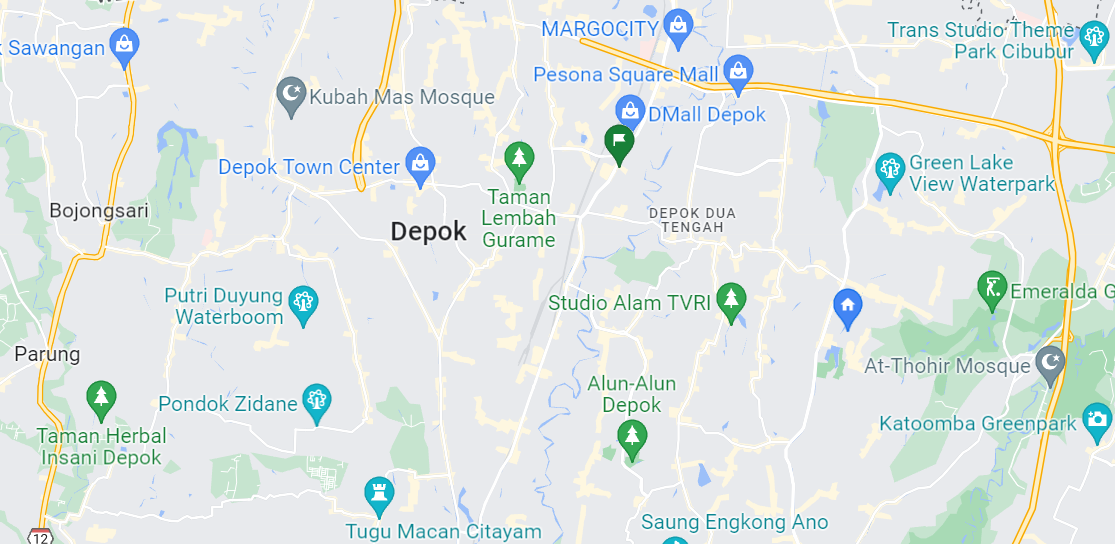 MARGOCITY
Trans Studio Theme
Park Cibubur
k Sawangan
Pesona Square Mall
Kubah Mas Mosque
DMall Depok
Depok Town Center
Green Lake
View Waterpark
Taman
Lembah
Gurame
Bojongsari
DEPOK DUA
TENGAH
Depok
Putri Duyung
Waterboom
Studio Alam TVRI
Emeralda G
Parung
At-Thohir Mosque
Alun-Alun
Depok
Pondok Zidane
Katoomba Greenpark
Taman Herbal
Insani Depok
Saung Engkong Ano
Tugu Macan Citayam
12